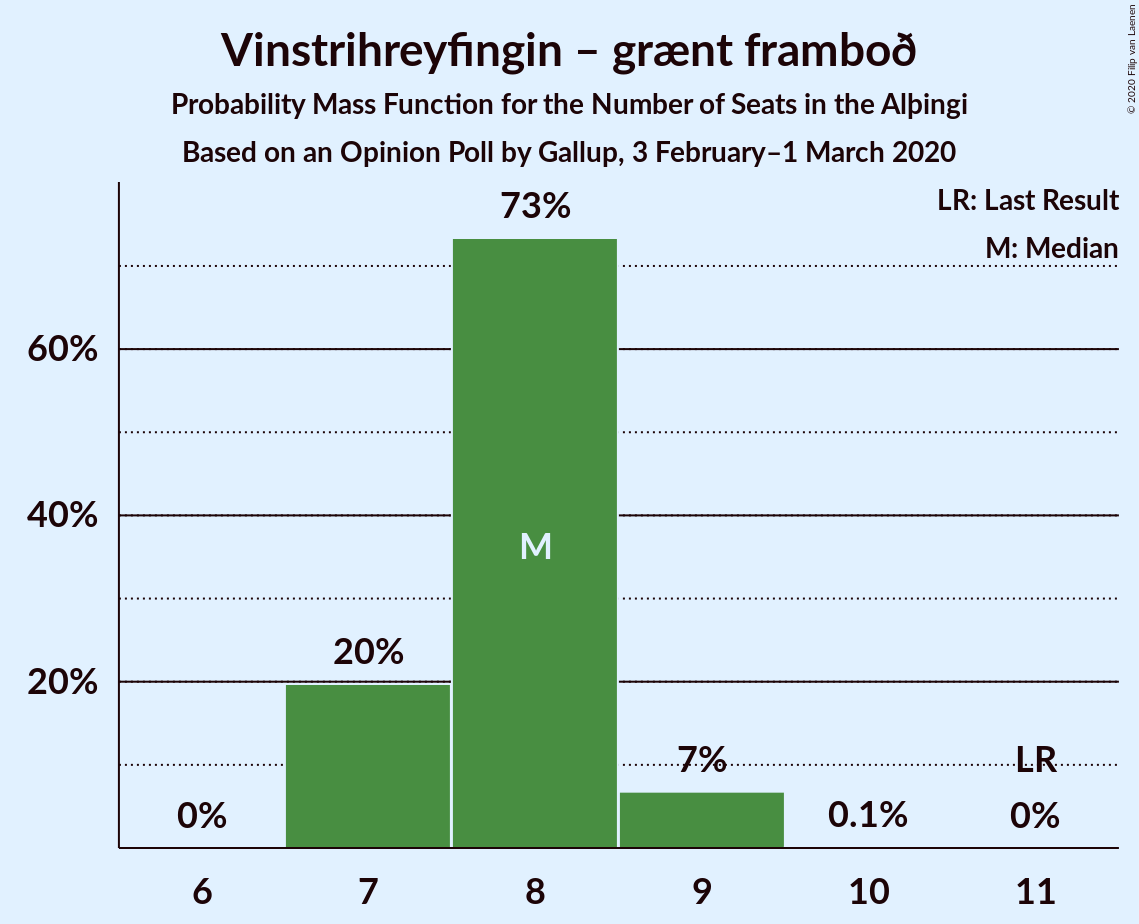 Vinstrihreyfingin – grænt framboð
Probability Mass Function for the Number of Seats in the Alþingi
Based on an Opinion Poll by Gallup, 3 February–1 March 2020
© 2020 Filip van Laenen
LR: Last Result
M: Median
73%
60%
40%
M
20%
20%
7%
LR
0%
0.1%
0%
6
7
8
9
10
11